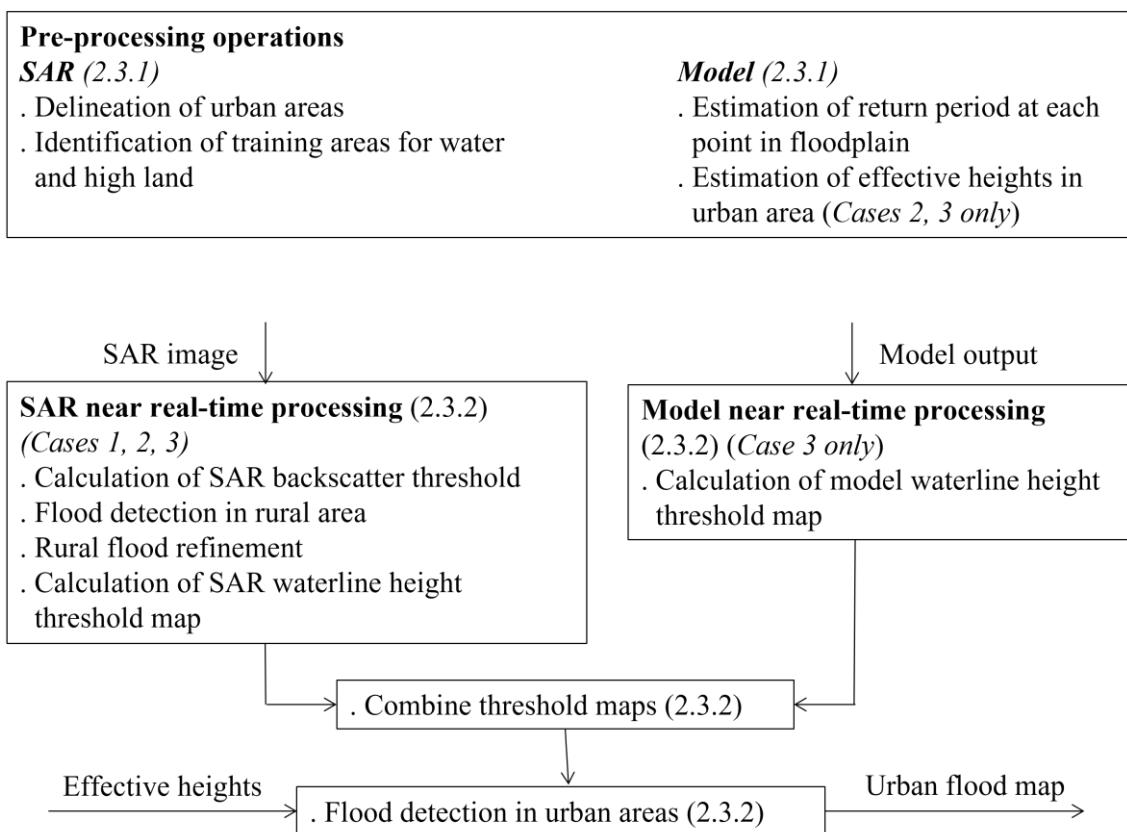 Pre-processing operations
SAR (2.3.1)
. Delineation of urban areas
. Identification of training areas for water
and high land
Model (2.3.1)
. Estimation of return period at each
point in floodplain
. Estimation of effective heights in
urban area (Cases 2, 3 only)
SAR image
Model output
SAR near real-time processing (2.3.2)
(Cases 1, 2, 3)
. Calculation of SAR backscatter threshold
. Flood detection in rural area
. Rural flood refinement
. Calculation of SAR waterline height
threshold map
Model near real-time processing
(2.3.2) (Case 3 only)
. Calculation of model waterline height
threshold map
. Combine threshold maps (2.3.2)
Effective heights
. Flood detection in urban areas (2.3.2)
Urban flood map